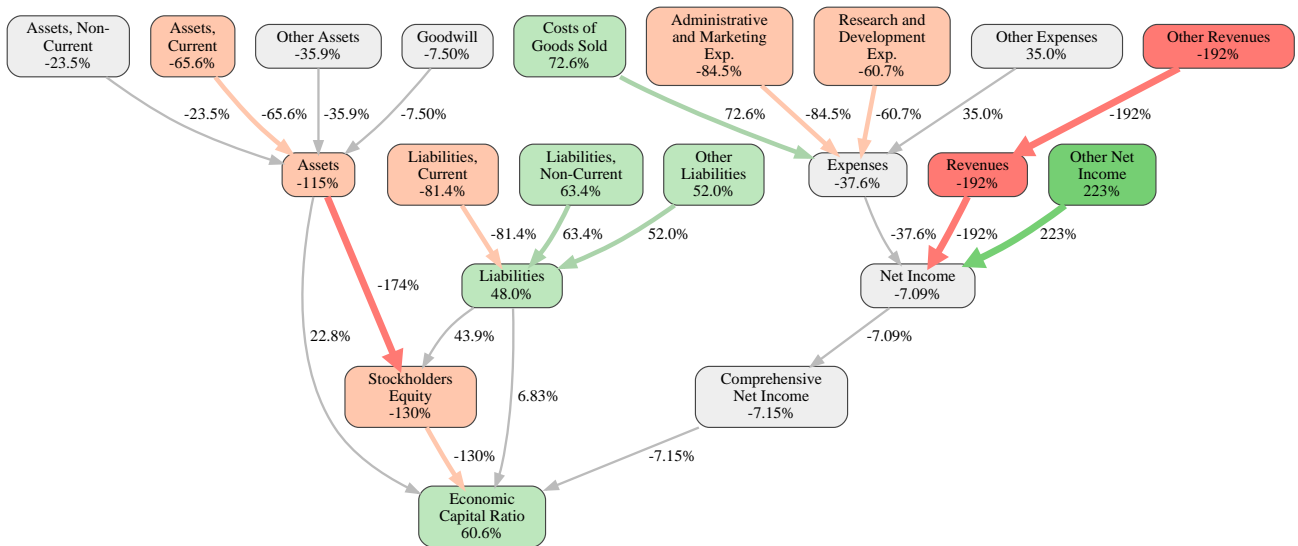 Assets, Non-
Current
-23.5%
Assets,
Current
-65.6%
Other Assets
-35.9%
Goodwill
-7.50%
Costs of
Goods Sold
72.6%
Administrative
and Marketing
Exp.
-84.5%
Research and
Development
Exp.
-60.7%
Other Expenses
35.0%
Other Revenues
-192%
-23.5%
-65.6%
-35.9%
-7.50%
72.6%
-84.5%
-60.7%
35.0%
-192%
Assets
-115%
Liabilities,
Current
-81.4%
Liabilities,
Non-Current
63.4%
Other
Liabilities
52.0%
Expenses
-37.6%
Revenues
-192%
Other Net
Income
223%
-81.4%
63.4%
52.0%
-37.6%
-192%
223%
Liabilities
48.0%
Net Income
-7.09%
-174%
22.8%
43.9%
6.83%
-7.09%
Stockholders
Equity
-130%
Comprehensive
Net Income
-7.15%
-130%
-7.15%
Economic
Capital Ratio
60.6%